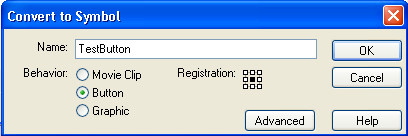 Convert to Symbol
Name: TestButton OK
Behavior: Movie Clip Registration: Cancel
Button
Graphic
Advanced Help